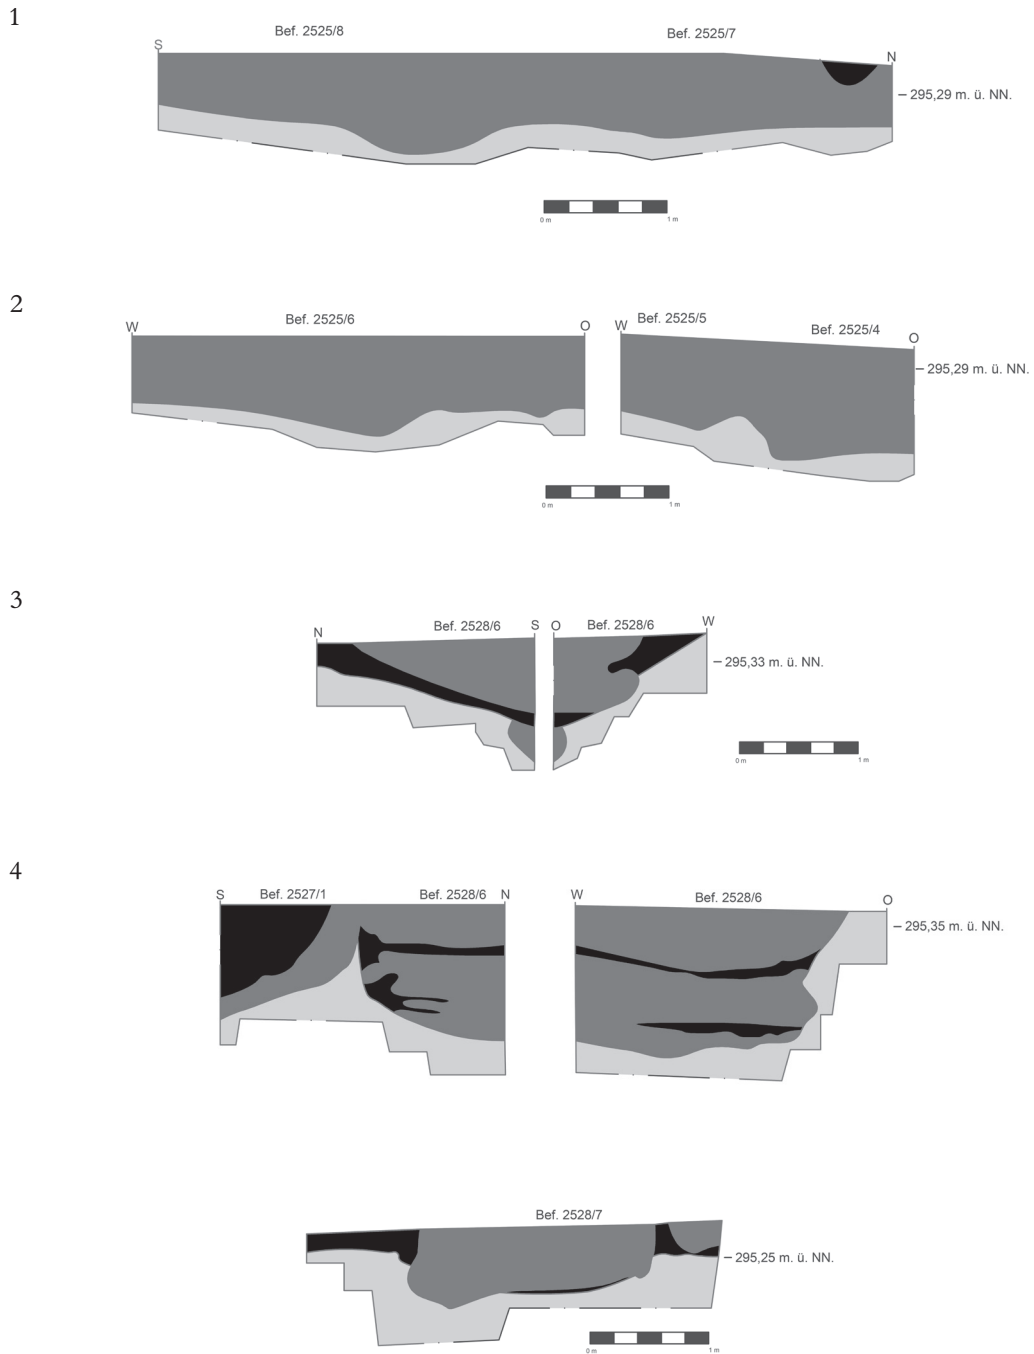 1
Bef. 2525/8 Bef. 2525/7
S N
295,29 m. ü. NN.
0 m 1 m
2
W Bef. 2525/6 O W Bef. 2525/5 Bef. 2525/4 O
295,29 m. ü. NN.
0 m 1 m
3
N Bef. 2528/6 S O Bef. 2528/6 W
295,33 m. ü. NN.
0 m 1 m
4
S Bef. 2527/1 Bef. 2528/6 N W Bef. 2528/6 O
295,35 m. ü. NN.
Bef. 2528/7
295,25 m. ü. NN.
0 m 1 m